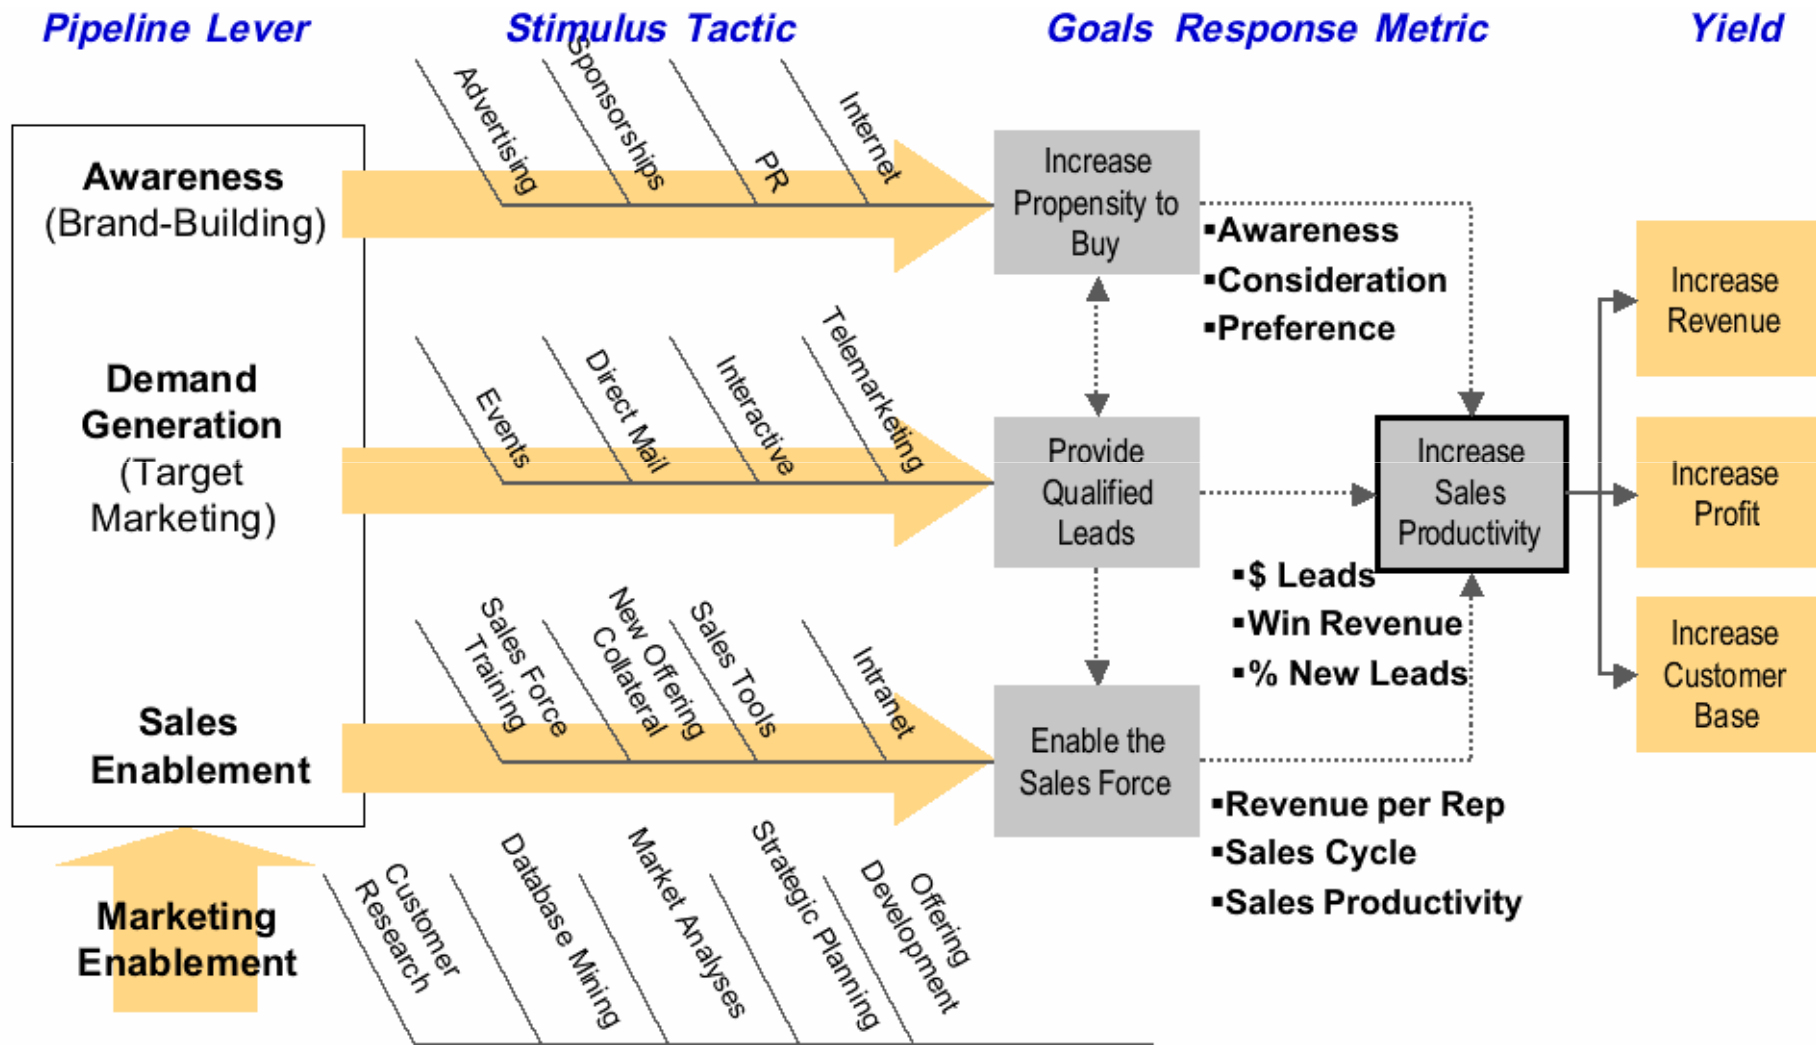 Pipeline Lever
Stimulus Tactic
Goals Response Metric
Yield
Awareness
(Brand-Building)
Advertising
Sponsorships
PR
Internet
Increase
Propensity to
Buy
▪Awareness
▪Consideration
▪Preference
Demand
Generation
(Target
Marketing)
Events
Direct Mail
Interactive
Telemarketing
Provide
Qualified
Leads
▪$ Leads
▪Win Revenue
▪% New Leads
Increase
Sales
Productivity
Increase
Revenue
Increase
Profit
Increase
Customer
Base
Sales
Enablement
Sales Force
Training
New Offering
Collateral
Sales Tools
Intranet
Enable the
Sales Force
▪Revenue per Rep
▪Sales Cycle
▪Sales Productivity
Marketing
Enablement
Customer
Research
Database Mining
Market Analyses
Strategic Planning
Offering
Development